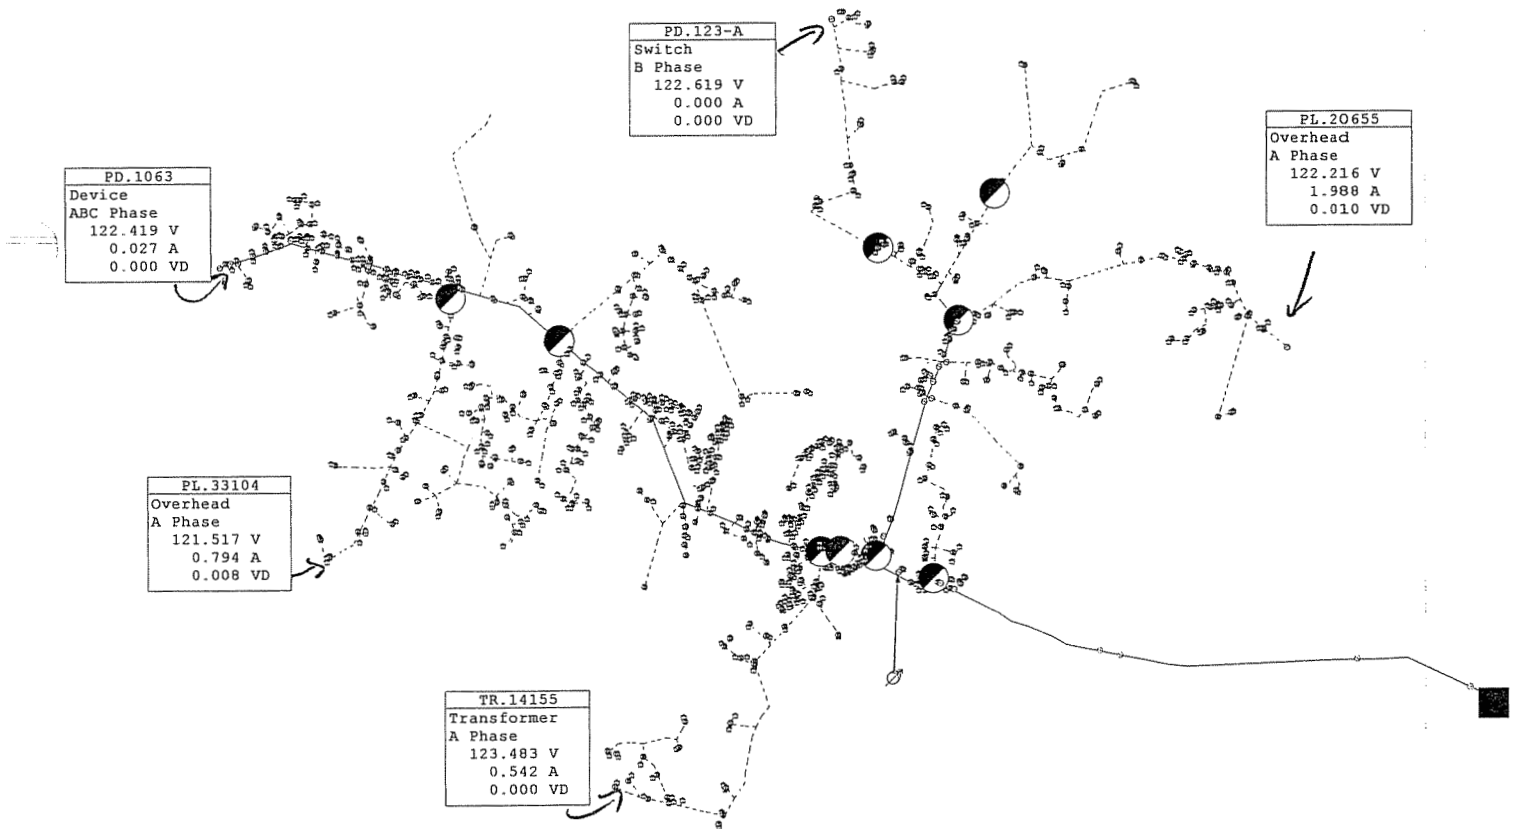 PD.123-A
Switch
B Phase
122.619 V
0.000 A
0.000 VD
PL.20655
Overhead
A Phase
122.216 V
1.988 A
0.010 VD
PD.1063
Device
ABC Phase
122.419 V
0.027 A
0.000 VD
PL.33104
Overhead
A Phase
121.517 V
0.794 A
0.008 VD
TR.14155
Transformer
A Phase
123.483 V
0.542 A
0.000 VD